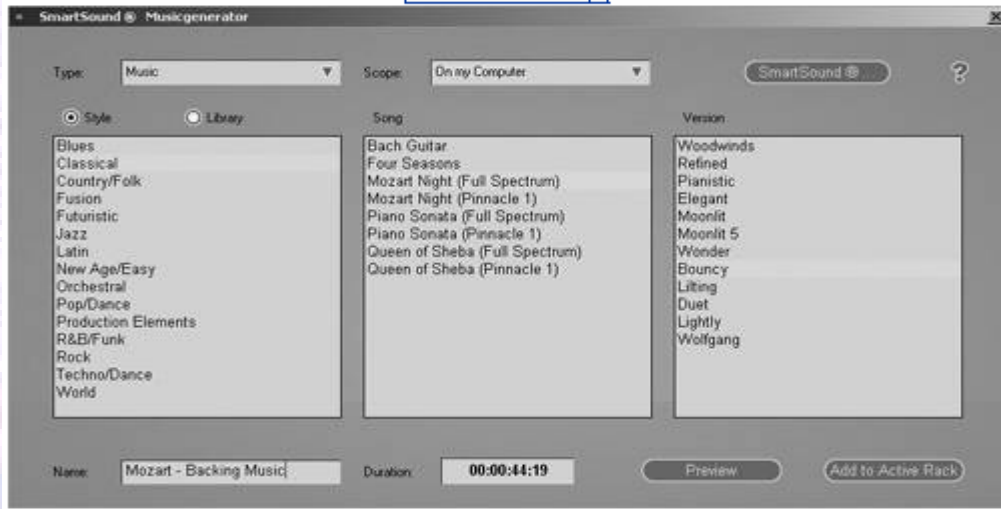 SmartSound ® Musicgenerator
Type: Music Scope: On my Computer SmartSound ® ?
Style Library Song Version
Blues
Classical
Country/Folk
Fusion
Futuristic
Jazz
Latin
New Age/Easy
Orchestral
Pop/Dance
Production Elements
R&B/Funk
Rock
Techno/Dance
World
Bach Guitar
Four Seasons
Mozart Night (Full Spectrum)
Mozart Night (Pinnacle 1)
Piano Sonata (Full Spectrum)
Piano Sonata (Pinnacle 1)
Queen of Sheba (Full Spectrum)
Queen of Sheba (Pinnacle 1)
Woodwinds
Refined
Pianistic
Elegant
Moonlit
Moonlit 5
Wonder
Bouncy
Lilting
Duet
Lightly
Wolfgang
Name: Mozart - Backing Music Duration: 00:00:44:19 Preview Add to Active Rack